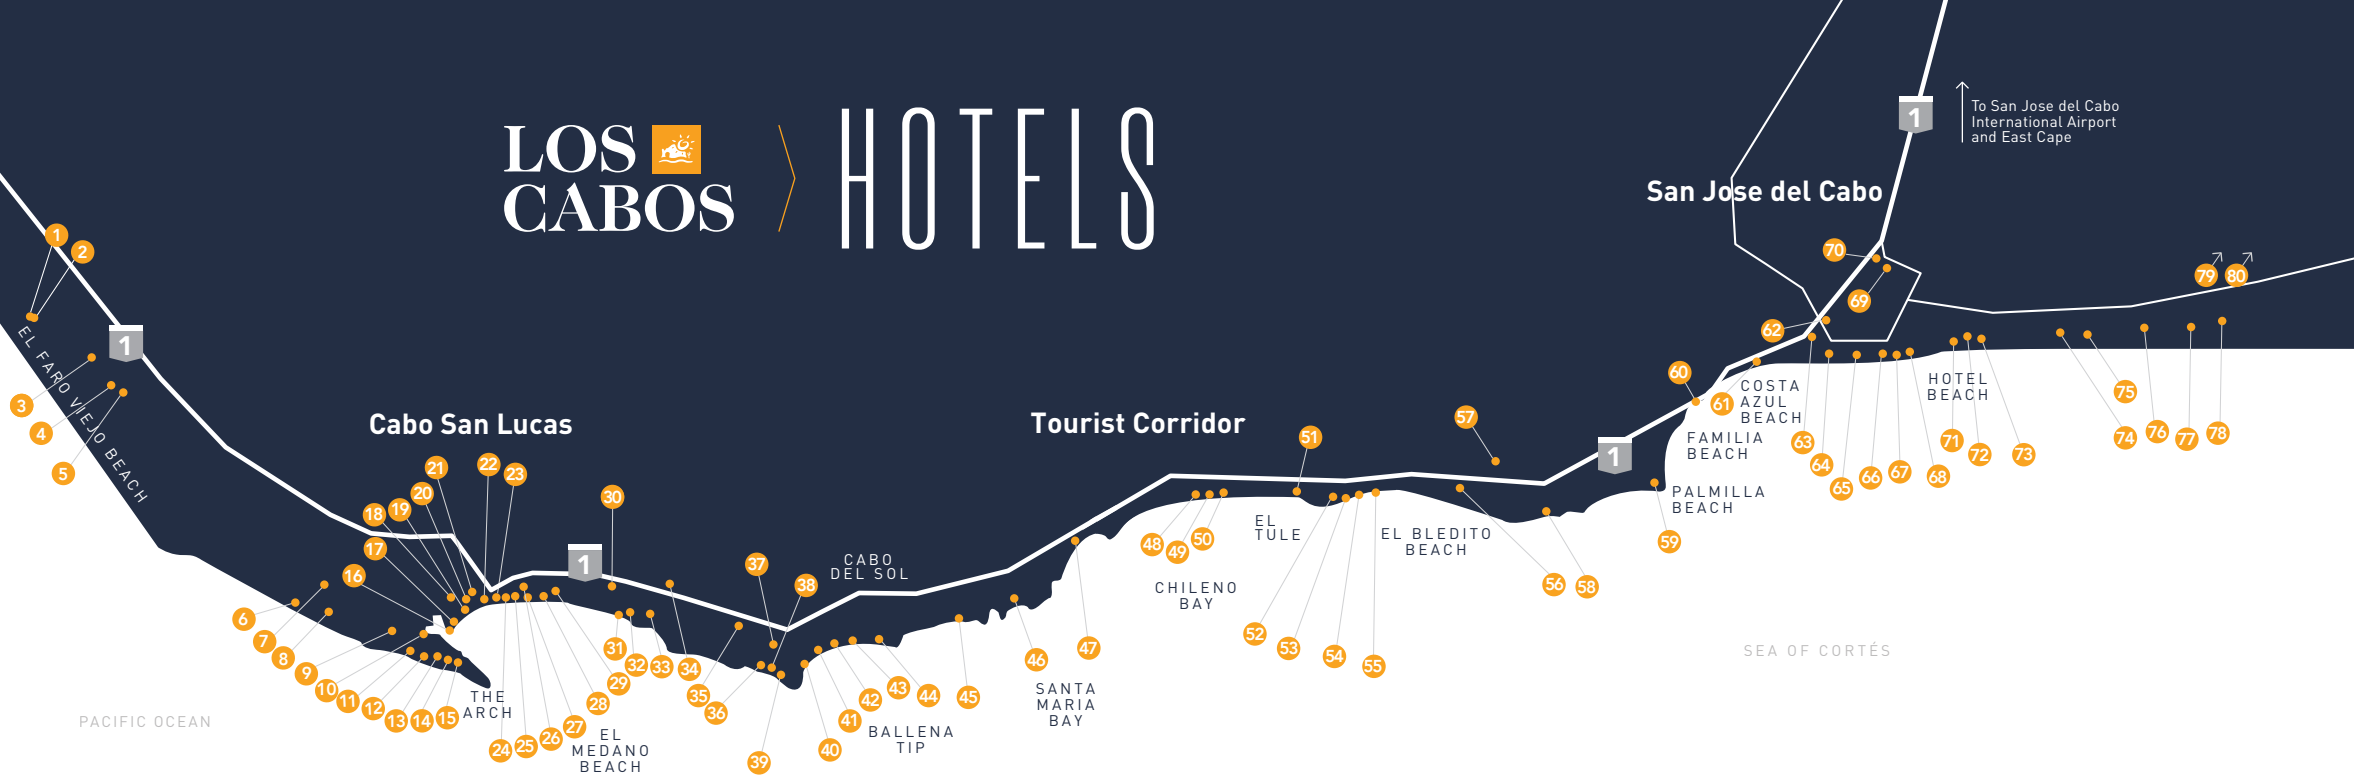 LOS
CABOS
HOTELS
1
To San Jose del Cabo
International Airport
and East Cape
San Jose del Cabo
1
2
70
69
79
80
62
1
EL FARO VIEJO BEACH
3
4
5
Cabo San Lucas
Tourist Corridor
60
61
COSTA
AZUL
BEACH
HOTEL
BEACH
75
57
51
1
FAMILIA
BEACH
63
64
65
66
67
68
71
72
73
74
76
77
78
21
22
23
20
19
18
17
16
30
1
37
38
CABO
DEL SOL
48
49
50
EL
TULE
EL BLEDITO
BEACH
PALMILLA
BEACH
59
56
58
CHILENO
BAY
6
7
8
9
10
11
12
13
14
15
THE
ARCH
24
25
26
27
28
29
31
32
33
34
35
36
EL
MEDANO
BEACH
39
40
41
42
43
44
45
BALLENA
TIP
46
47
SANTA
MARIA
BAY
52
53
54
55
SEA OF CORTÉS
PACIFIC OCEAN